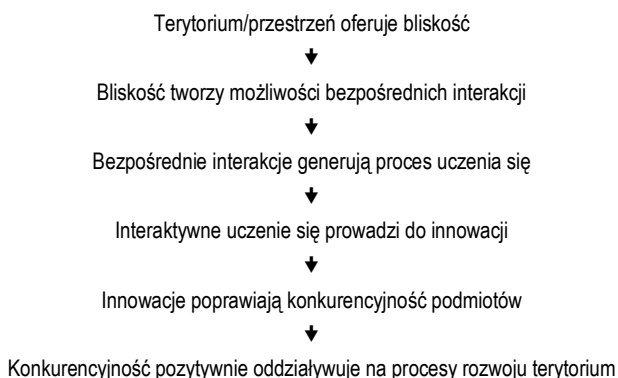 Terytorium/przestrzeń oferuje bliskość
Bliskość tworzy możliwości bezpośrednich interakcji
Bezpośrednie interakcje generują proces uczenia się
Interaktywne uczenie się prowadzi do innowacji
Innowacje poprawiają konkurencyjność podmiotów
Konkurencyjność pozytywnie oddziaływuje na procesy rozwoju terytorium